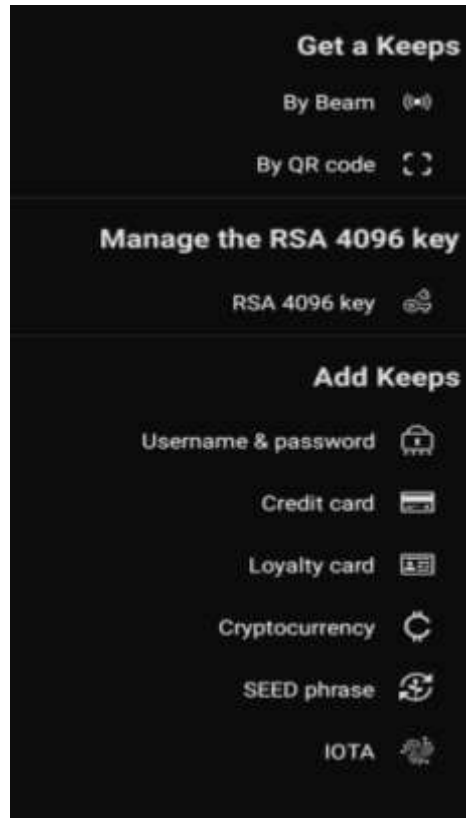 Get a Keeps
By Beam
By QR code
Manage the RSA 4096 key
RSA 4096 key
Add Keeps
Username & password
Credit card
Loyalty card
Cryptocurrency
SEED phrase
IOTA